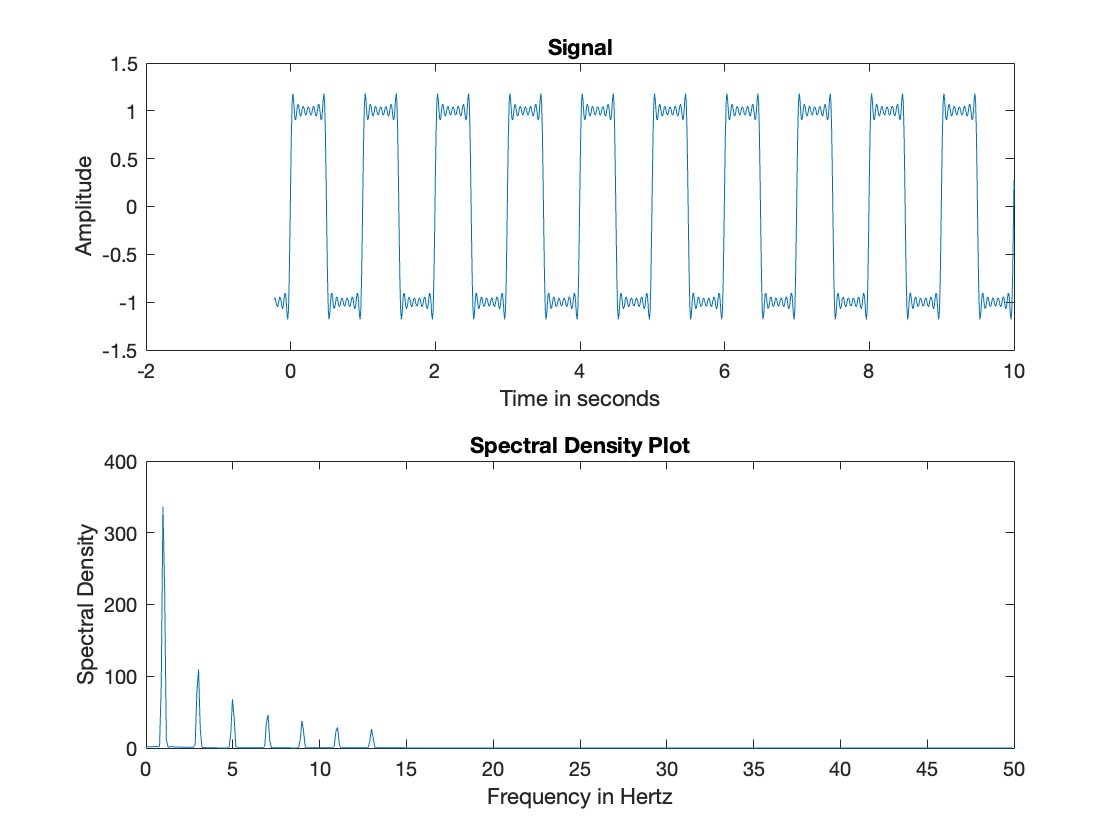 Signal
1.5
1
0.5
0
-0.5
-1
-1.5
Amplitude
-2 0 2 4 6 8 10
Time in seconds
Spectral Density Plot
400
300
200
100
0
Spectral Density
0 5 10 15 20 25 30 35 40 45 50
Frequency in Hertz